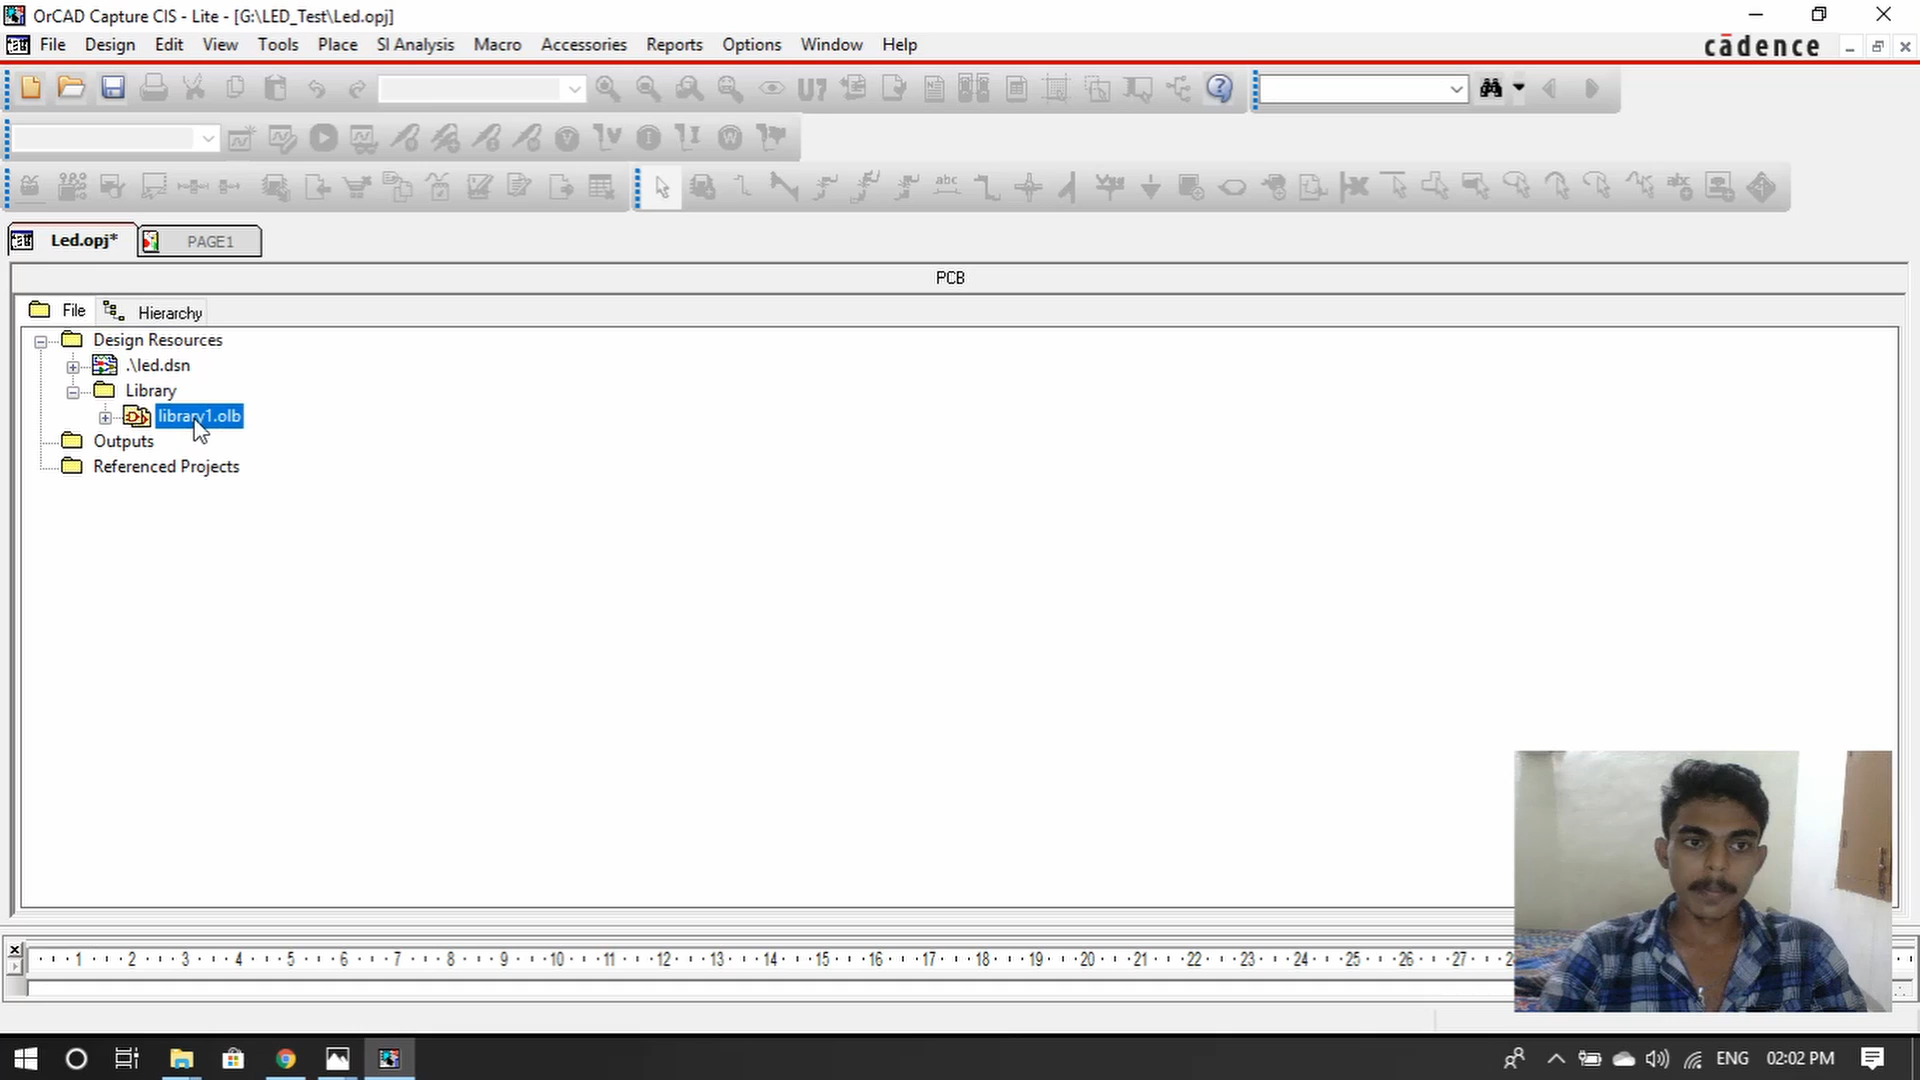 OrCAD Capture CIS - Lite - [G:\LED_Test\Led.opj]
File Design Edit View Tools Place SI Analysis Macro Accessories Reports Options Window Help
cādence
U?
abc
Led.opj*
PAGE1
PCB
File
Hierarchy
Design Resources
.\led.dsn
Library
library1.olb
Outputs
Referenced Projects
1 2 3 4 5 6 7 8 9 10 11 12 13 14 15 16 17 18 19 20 21 22 23 24 25 26 27
ENG 02:02 PM